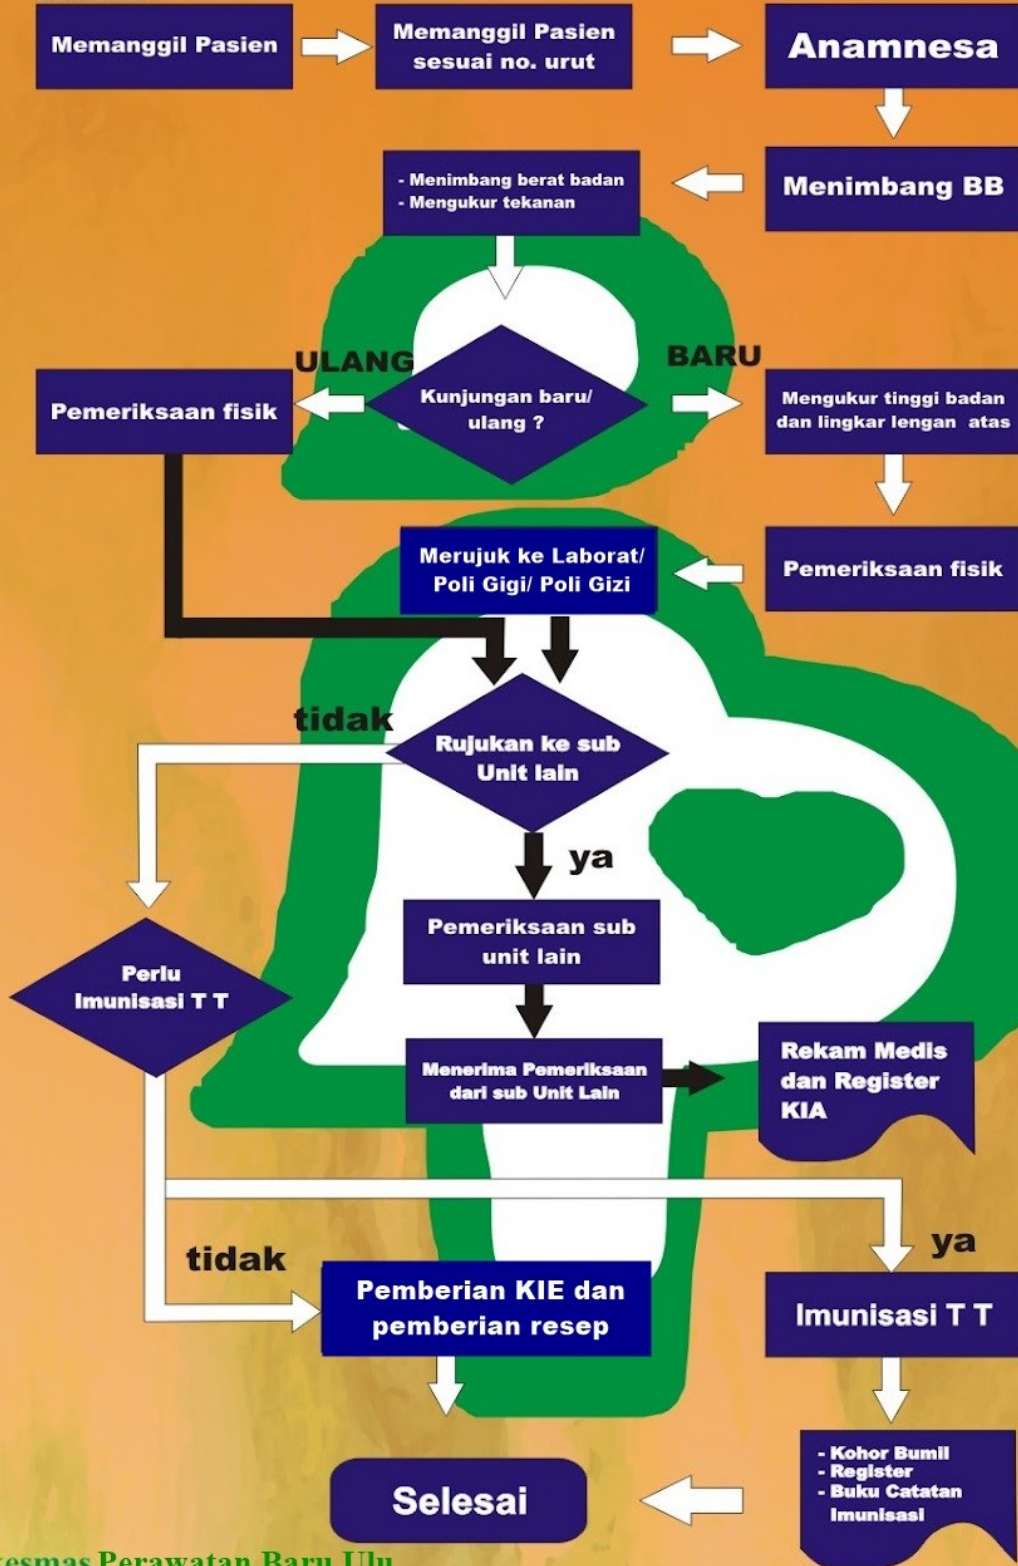 Memanggil Pasien
Memanggil Pasien
sesuai no. urut
Anamnesa
- Menimbang berat badan
- Mengukur tekanan
Menimbang BB
ULANG
BARU
Pemeriksaan fisik
Kunjungan baru/
ulang ?
Mengukur tinggi badan
dan lingkar lengan atas
Merujuk ke Laborat/
Poli Gigi/ Poli Gizi
Pemeriksaan fisik
tidak
Rujukan ke sub
Unit lain
ya
Pemeriksaan sub
unit lain
Perlu
Imunisasi T T
Menerima Pemeriksaan
dari sub Unit Lain
Rekam Medis
dan Register
KIA
tidak
ya
Pemberian KIE dan
pemberian resep
Imunisasi T T
- Kohor Bumil
- Register
- Buku Catatan
Imunisasi
Selesai
Perawatan Baru Ulu